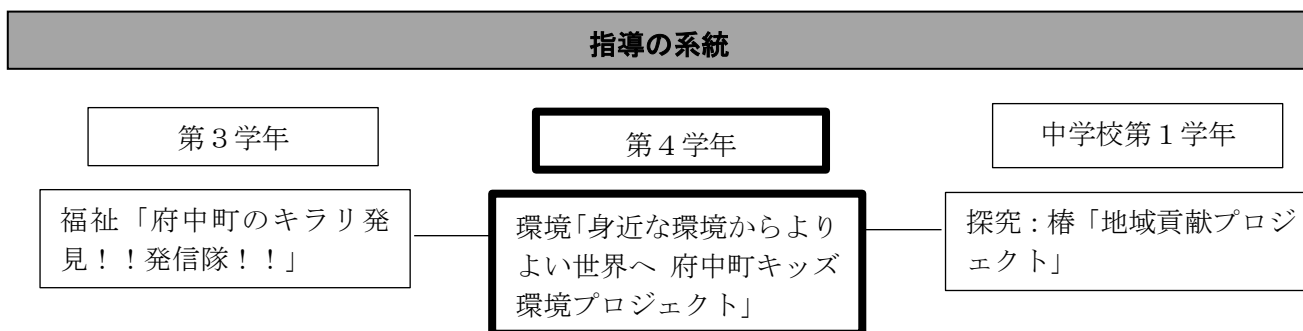 指導の系統
第３学年
第４学年
中学校第１学年
福祉「府中町のキラリ発
見！！発信隊！！」
環境「身近な環境からより
よい世界へ 府中町キッズ
環境プロジェクト」
探究：椿「地域貢献プロジ
ェクト」